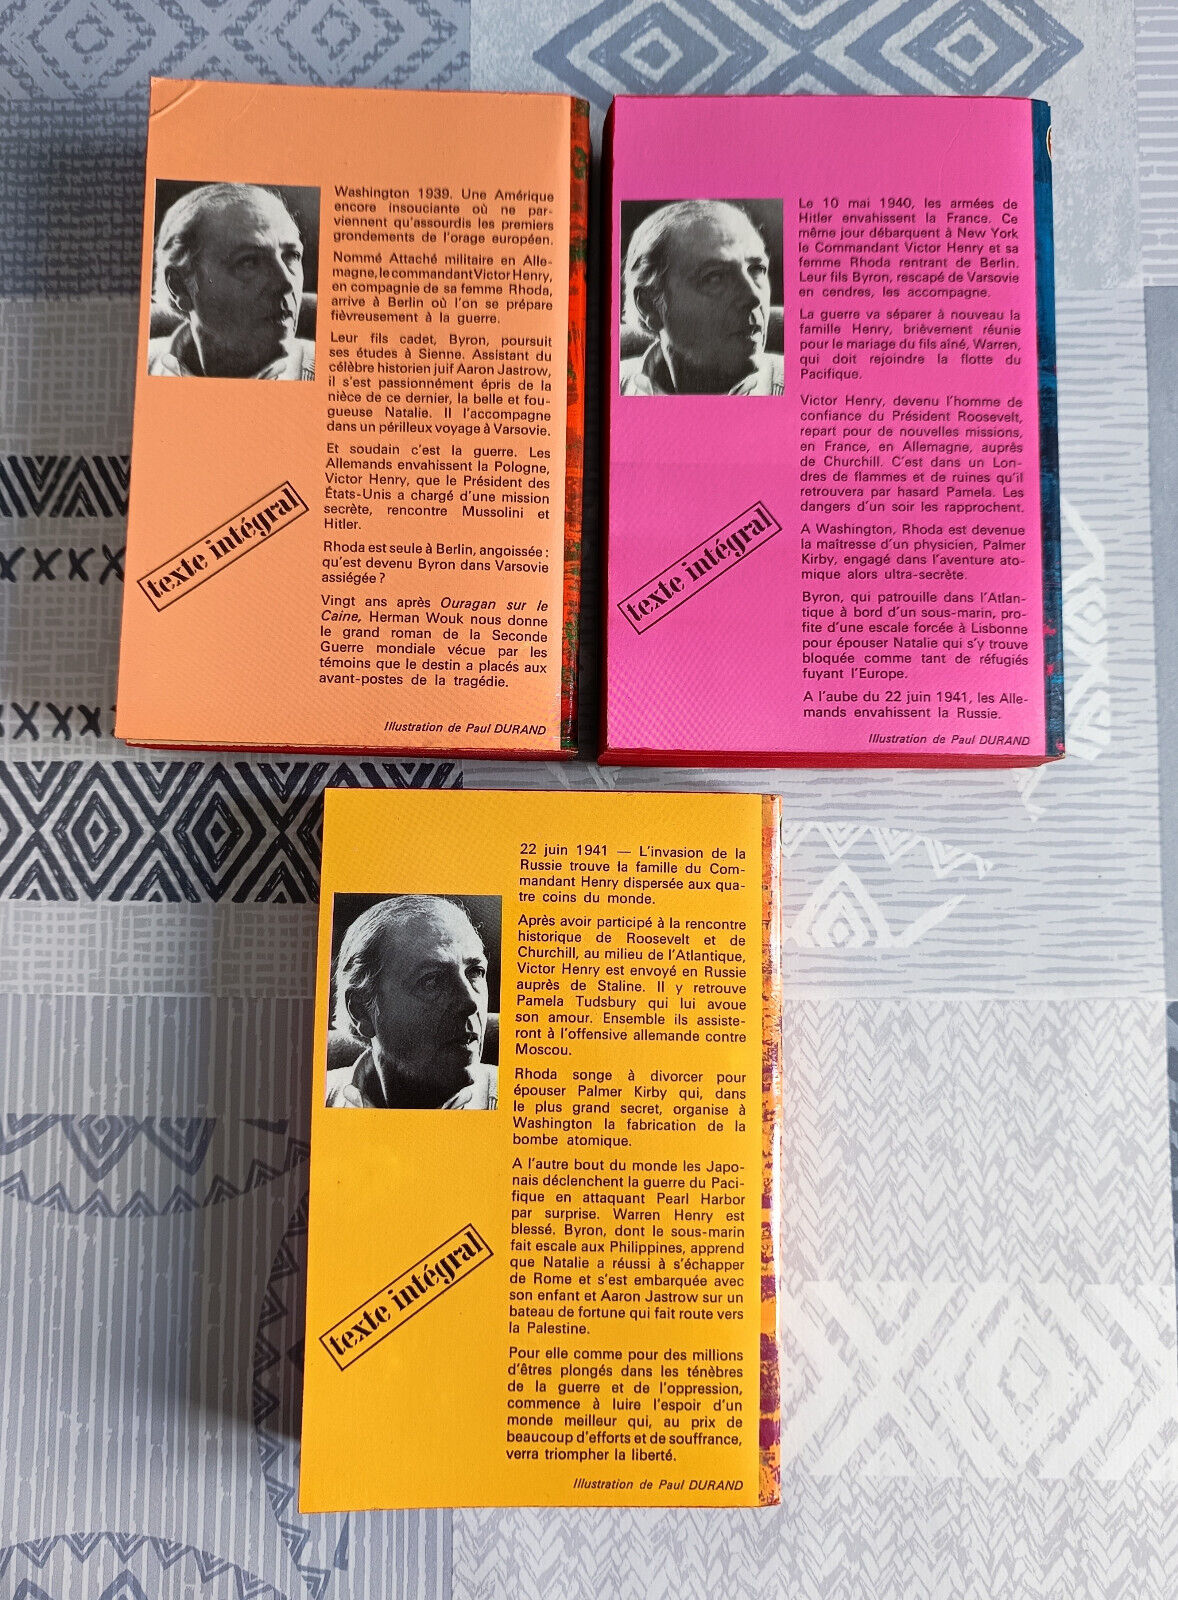 Washington 1939. Une Amérique
encore insouciante où ne par-
viennent qu'assourdis les premiers
grondements de l'orage européen.
Nommé Attaché militaire en Alle-
magne, le commandant Victor Henry,
en compagnie de sa femme Rhoda,
arrive à Berlin où l'on se prépare
fièvreusement à la guerre.
Leur fils cadet, Byron, poursuit
ses études à Sienne. Assistant du
célèbre historien juif Aaron Jastrow,
il s'est passionnément épris de la
nièce de ce dernier, la belle et fou-
gueuse Natalie. Il l'accompagne
dans un périlleux voyage à Varsovie.
Et soudain c'est la guerre. Les
Allemands envahissent la Pologne,
Victor Henry, que le Président des
États-Unis a chargé d'une mission
secrète, rencontre Mussolini et
Hitler.
Rhoda est seule à Berlin, angoissée :
qu'est devenu Byron dans Varsovie
assiégée ?
Vingt ans après Ouragan sur le
Caine, Herman Wouk nous donne
le grand roman de la Seconde
Guerre mondiale vécue par les
témoins que le destin a placés aux
avant-postes de la tragédie.
texte intégral
Illustration de Paul DURAND
Le 10 mai 1940, les armées de
Hitler envahissent la France. Ce
même jour débarquent à New York
le Commandant Victor Henry et sa
femme Rhoda rentrant de Berlin.
Leur fils Byron, rescapé de Varsovie
en cendres, les accompagne.
La guerre va séparer à nouveau la
famille Henry, brièvement réunie
pour le mariage du fils aîné, Warren,
qui doit rejoindre la flotte du
Pacifique.
Victor Henry, devenu l'homme de
confiance du Président Roosevelt,
repart pour de nouvelles missions,
en France, en Allemagne, auprès
de Churchill. C'est dans un Lon-
dres de flammes et de ruines qu'il
retrouvera par hasard Pamela. Les
dangers d'un soir les rapprochent.
A Washington, Rhoda est devenue
la maîtresse d'un physicien, Palmer
Kirby, engagé dans l'aventure ato-
mique alors ultra-secrète.
Byron, qui patrouille dans l'Atlan-
tique à bord d'un sous-marin, pro-
fite d'une escale forcée à Lisbonne
pour épouser Natalie qui s'y trouve
bloquée comme tant de réfugiés
fuyant l'Europe.
A l'aube du 22 juin 1941, les Alle-
mands envahissent la Russie.
texte intégral
Illustration de Paul DURAND
22 juin 1941 — L'invasion de la
Russie trouve la famille du Com-
mandant Henry dispersée aux qua-
tre coins du monde.
Après avoir participé à la rencontre
historique de Roosevelt et de
Churchill, au milieu de l'Atlantique,
Victor Henry est envoyé en Russie
auprès de Staline. Il y retrouve
Pamela Tudsbury qui lui avoue
son amour. Ensemble ils assiste-
ront à l'offensive allemande contre
Moscou.
Rhoda songe à divorcer pour
épouser Palmer Kirby qui, dans
le plus grand secret, organise à
Washington la fabrication de la
bombe atomique.
A l'autre bout du monde les Japo-
nais déclenchent la guerre du Paci-
fique en attaquant Pearl Harbor
par surprise. Warren Henry est
blessé. Byron, dont le sous-marin
fait escale aux Philippines, apprend
que Natalie a réussi à s'échapper
de Rome et s'est embarquée avec
son enfant et Aaron Jastrow sur un
bateau de fortune qui fait route vers
la Palestine.
Pour elle comme pour des millions
d'êtres plongés dans les ténèbres
de la guerre et de l'oppression,
commence à luire l'espoir d'un
monde meilleur qui, au prix de
beaucoup d'efforts et de souffrance,
verra triompher la liberté.
texte intégral
Illustration de Paul DURAND